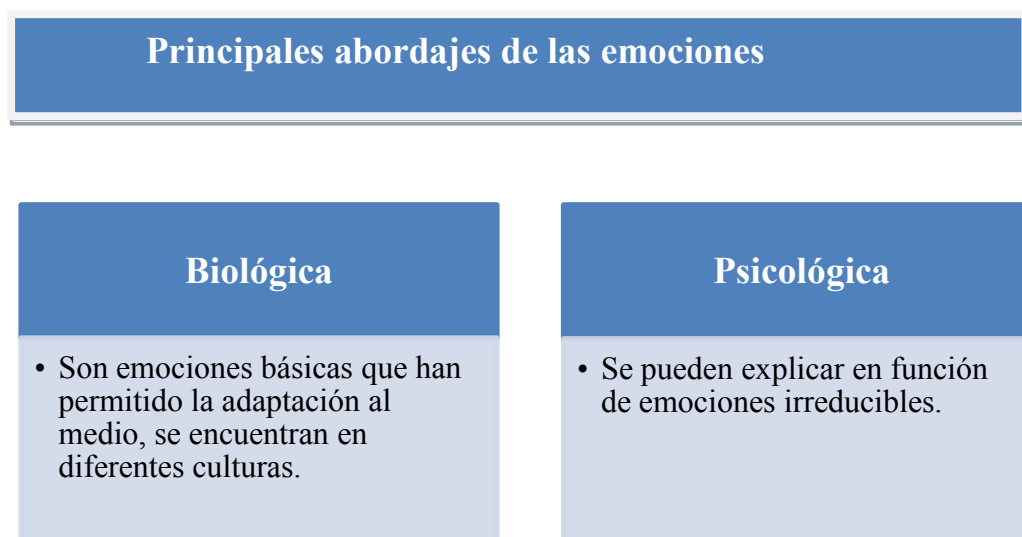 Principales abordajes de las emociones
Biológica
• Son emociones básicas que han
permitido la adaptación al
medio, se encuentran en
diferentes culturas.
Psicológica
• Se pueden explicar en función
de emociones irreducibles.